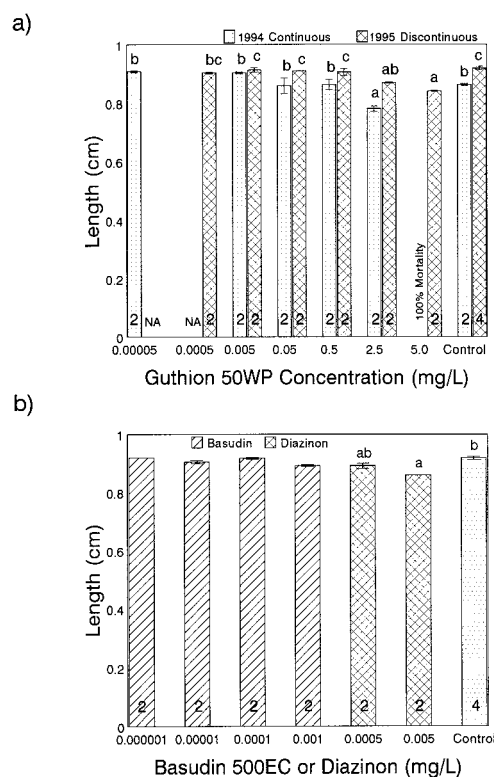 a)
1994 Continuous 1995 Discontinuous
b bc b c b c b c a ab a b c
1
0.8
0.6
0.4
0.2
0
Length (cm)
100% Mortality
2 NA NA 2 2 2 2 2 2 2 2 2 2 2 4
0.00005 0.0005 0.005 0.05 0.5 2.5 5.0 Control
Guthion 50WP Concentration (mg/L)
b)
Basudin Diazinon
ab a b
1
0.8
0.6
0.4
0.2
0
Length (cm)
2 2 2 2 2 2 4
0.000001 0.00001 0.0001 0.001 0.0005 0.005 Control
Basudin 500EC or Diazinon (mg/L)